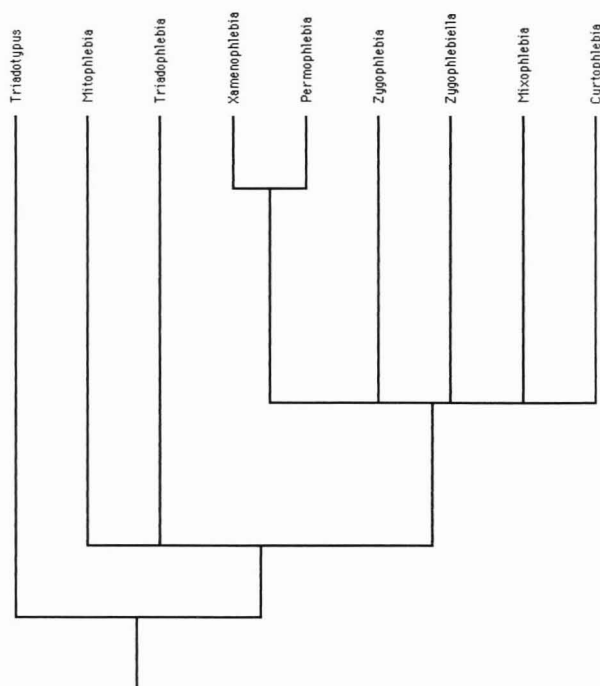 Triadotypus
Mitophlebia
Triadophlebia
Xamenophlebia
Permophlebia
Zygophlebia
Zygophlebiella
Mixophlebia
Curtophlebia